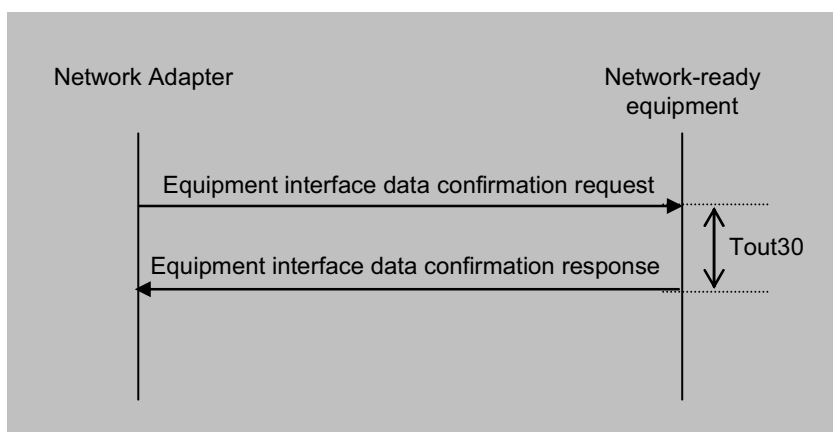 Network Adapter
Network-ready
equipment
Equipment interface data confirmation request
Tout30
Equipment interface data confirmation response